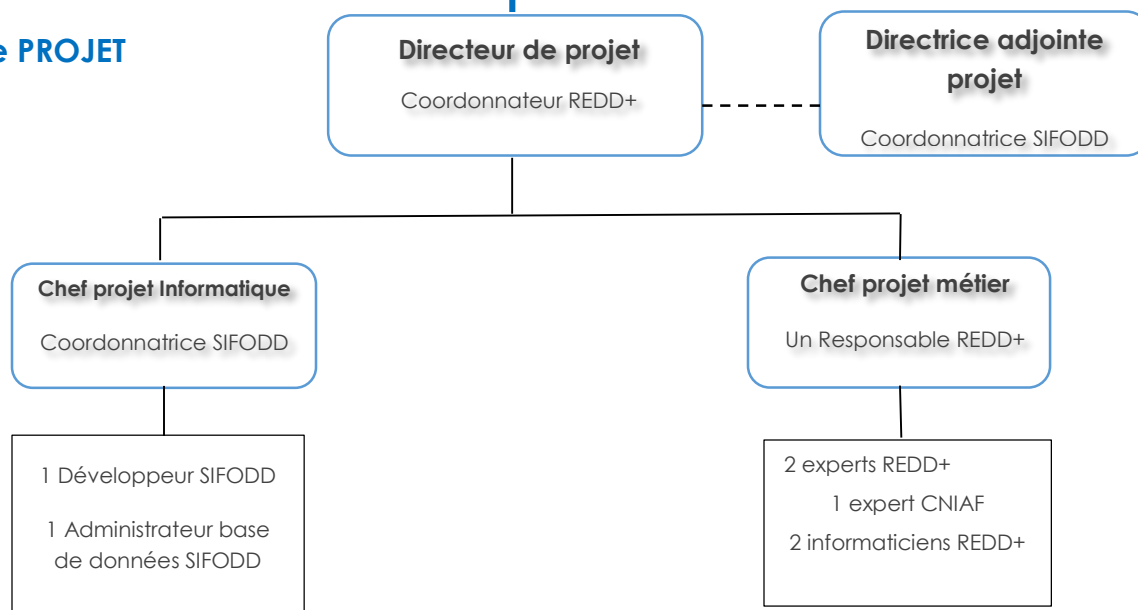 e PROJET
Directeur de projet
Coordonnateur REDD+
Directrice adjointe
projet
Coordonnatrice SIFODD
Chef projet Informatique
Coordonnatrice SIFODD
Chef projet métier
Un Responsable REDD+
1 Développeur SIFODD
1 Administrateur base
de données SIFODD
2 experts REDD+
1 expert CNIAF
2 informaticiens REDD+